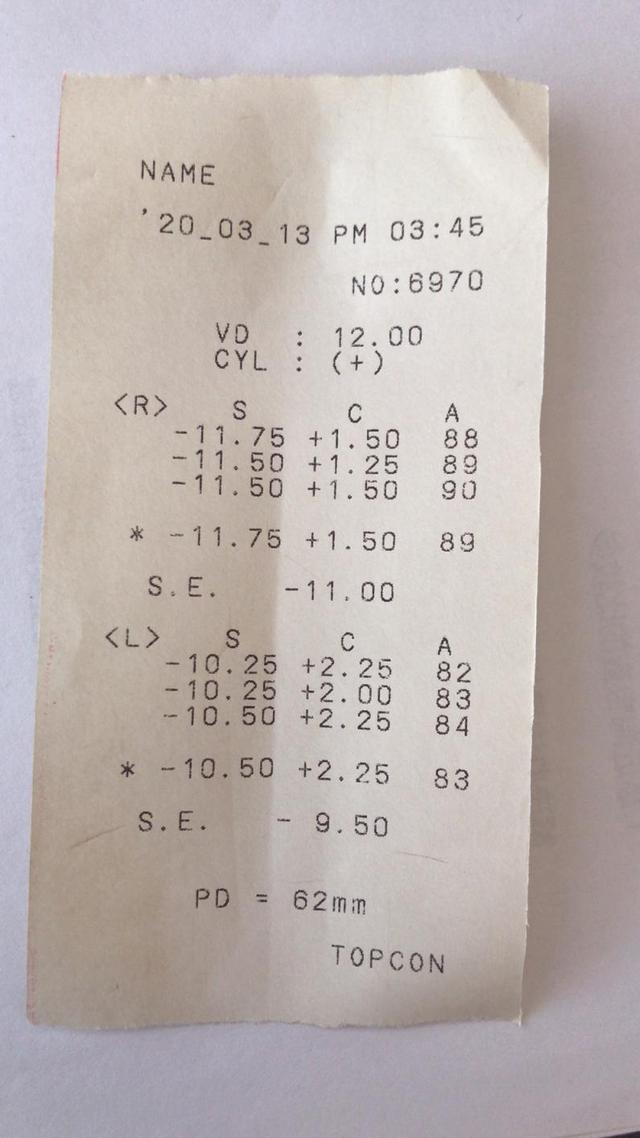 NAME
'20_03_13 PM 03:45
NO:6970
VD : 12.00
CYL : (+)
<R> S C A
-11.75 +1.50 88
-11.50 +1.25 89
-11.50 +1.50 90
* -11.75 +1.50 89
S.E. -11.00
<L> S C A
-10.25 +2.25 82
-10.25 +2.00 83
-10.50 +2.25 84
* -10.50 +2.25 83
S.E. - 9.50
PD = 62mm
TOPCON